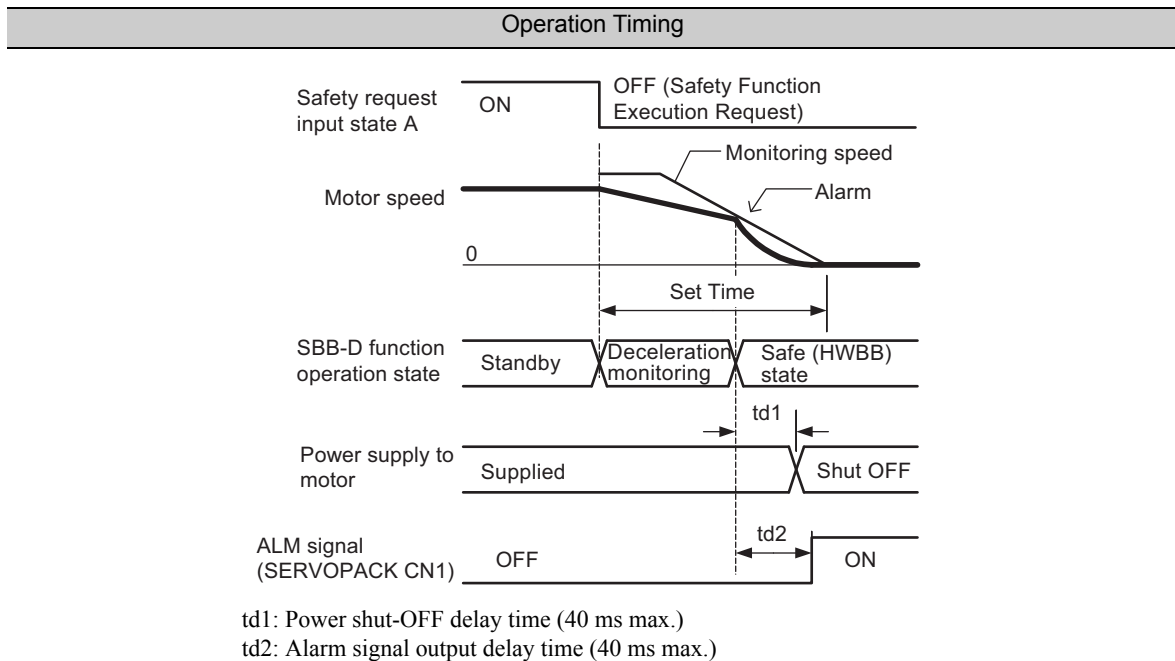 Operation Timing
Safety request
input state A
ON
OFF (Safety Function
Execution Request)
Monitoring speed
Motor speed
Alarm
0
Set Time
SBB-D function
operation state
Standby
Deceleration
monitoring
Safe (HWBB)
state
td1
Power supply to
motor
Supplied
Shut OFF
td2
ALM signal
(SERVOPACK CN1)
OFF
ON
td1: Power shut-OFF delay time (40 ms max.)
td2: Alarm signal output delay time (40 ms max.)